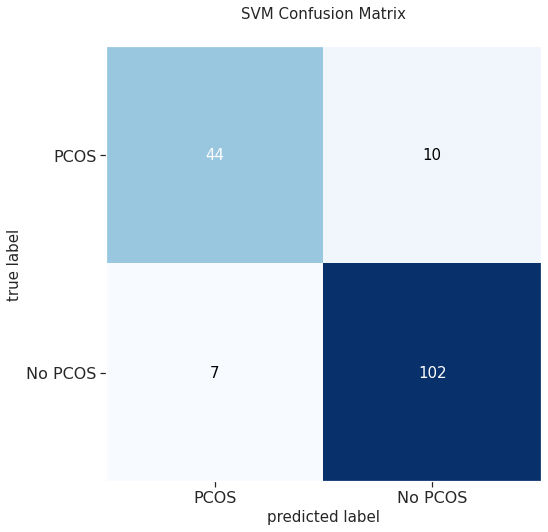 SVM Confusion Matrix
PCOS
44
10
true label
No PCOS
7
102
PCOS
No PCOS
predicted label